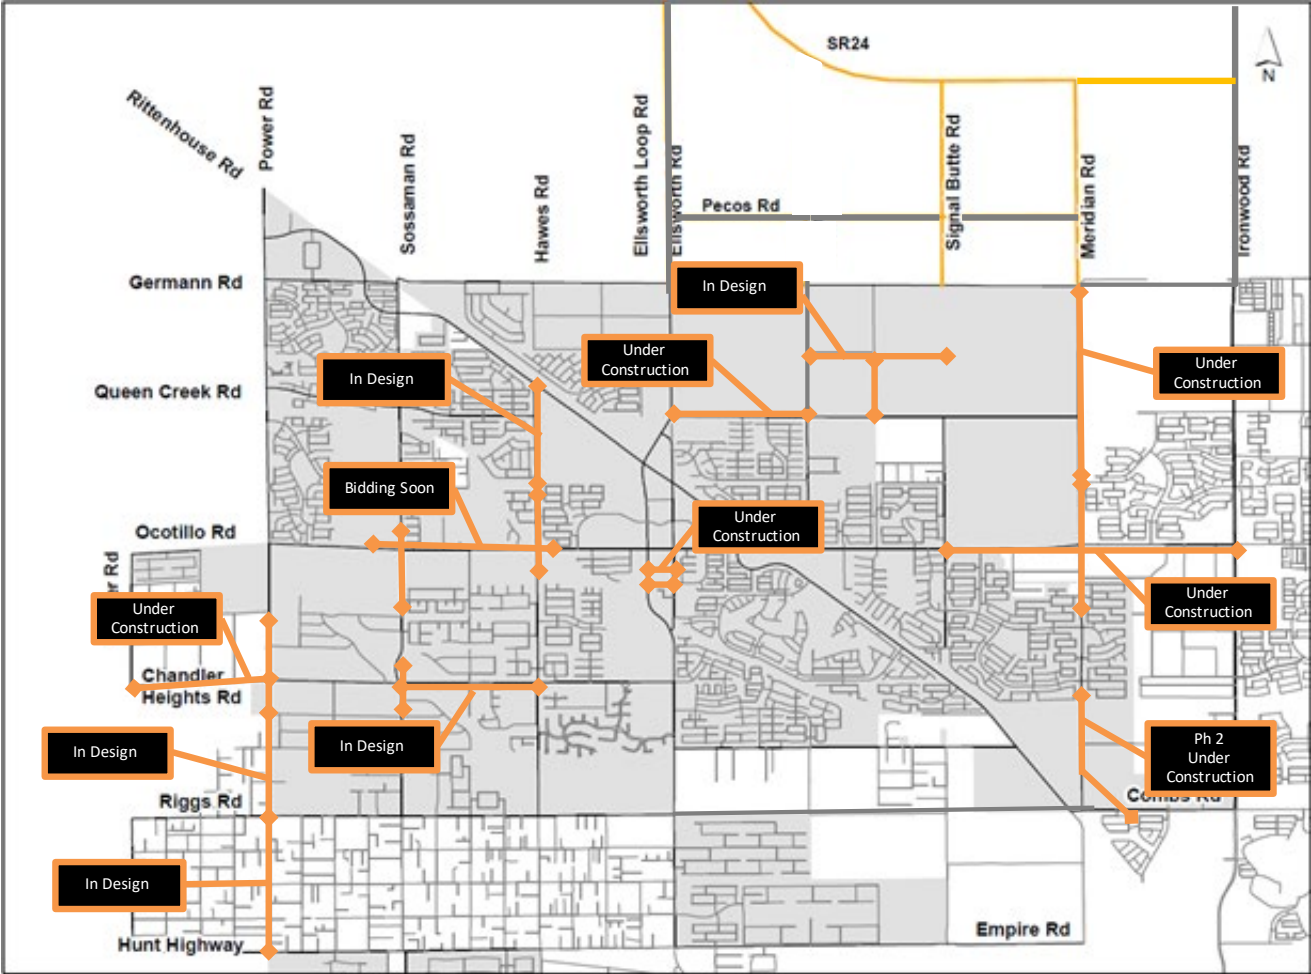 SR24
N
Rittenhouse Rd
Power Rd
Sossaman Rd
Hawes Rd
Ellsworth Loop Rd
Ellsworth Rd
Signal Butte Rd
Meridian Rd
Ironwood Rd
Pecos Rd
Germann Rd
In Design
Under
Construction
Under
Construction
In Design
Queen Creek Rd
Bidding Soon
Under
Construction
Ocotillo Rd
er Rd
Under
Construction
Under
Construction
Chandler
Heights Rd
In Design
In Design
Ph 2
Under
Construction
Riggs Rd
Combs Rd
In Design
Empire Rd
Hunt Highway